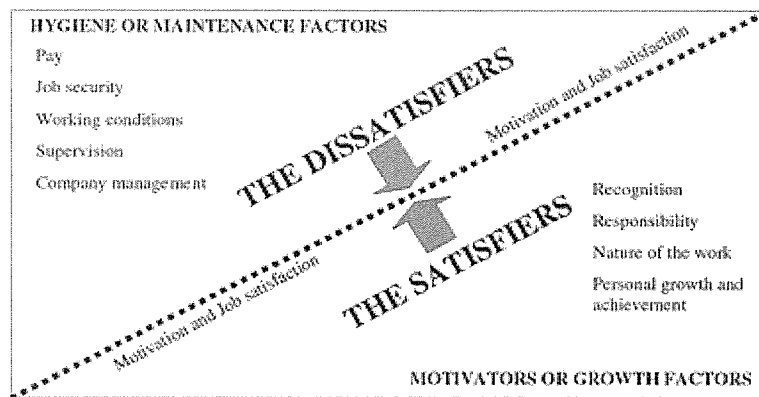 HYGIENE OR MAINTENANCE FACTORS
Pay
Job security
Working conditions
Supervision
Company management
THE DISSATISFIERS
Motivation and Job satisfaction
Recognition
Responsibility
Nature of the work
Personal growth and
achievement
THE SATISFIERS
Motivation and Job satisfaction
MOTIVATORS OR GROWTH FACTORS